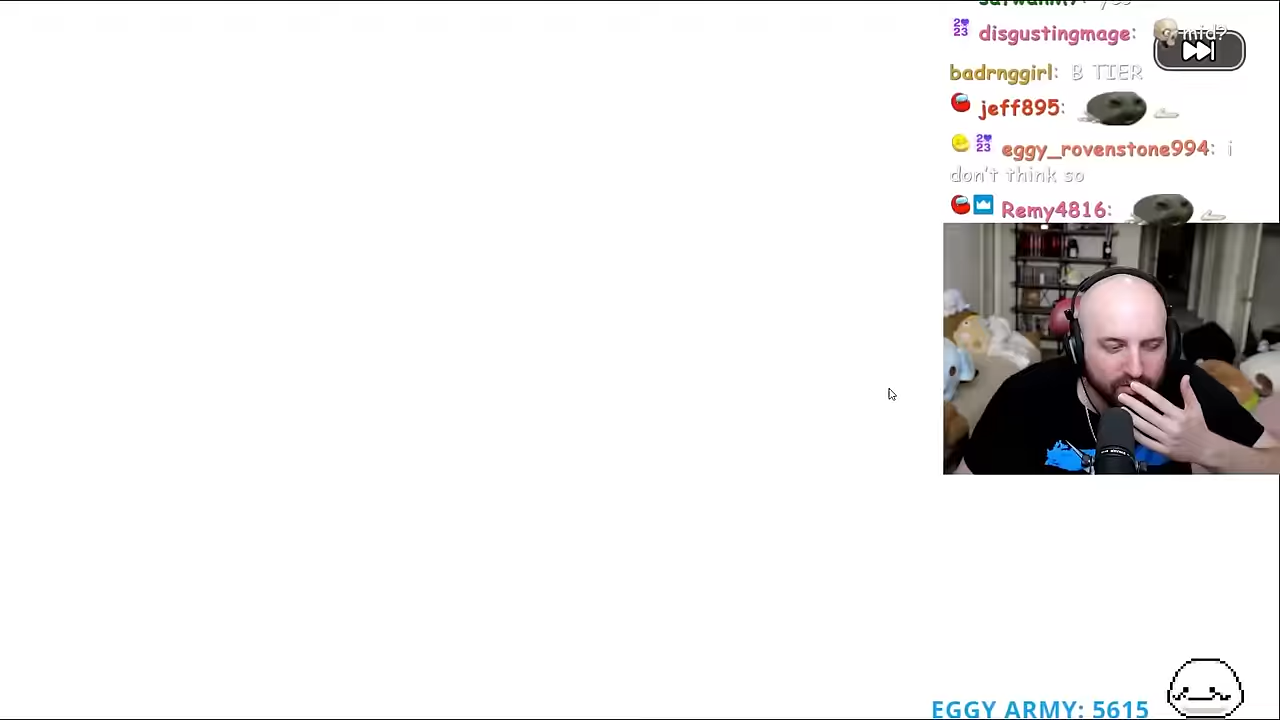 disgustingmage: mid?
badrnggirl: B TIER
jeff895:
eggy_rovenstone994: i
don't think so
Remy4816:
EGGY ARMY: 5615